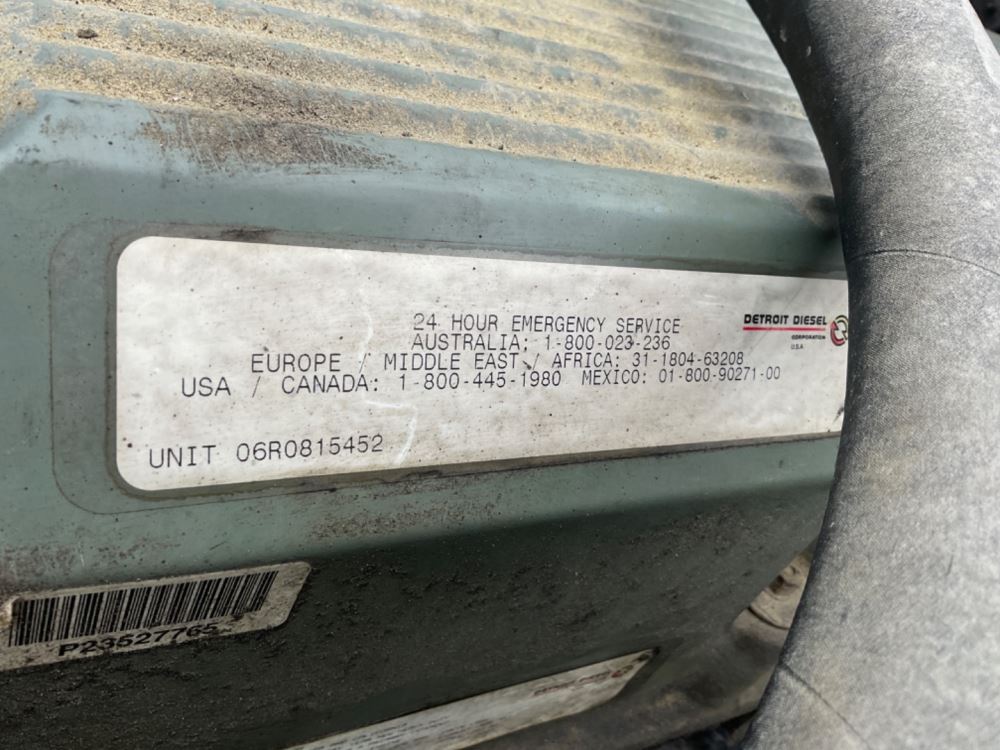 24 HOUR EMERGENCY SERVICE
AUSTRALIA: 1-800-023-236
EUROPE / MIDDLE EAST / AFRICA: 31-1804-63208
USA / CANADA: 1-800-445-1980 MEXICO: 01-800-90271-00
DETROIT DIESEL
CORPORATION
USA
UNIT 06R0815452
P23527765